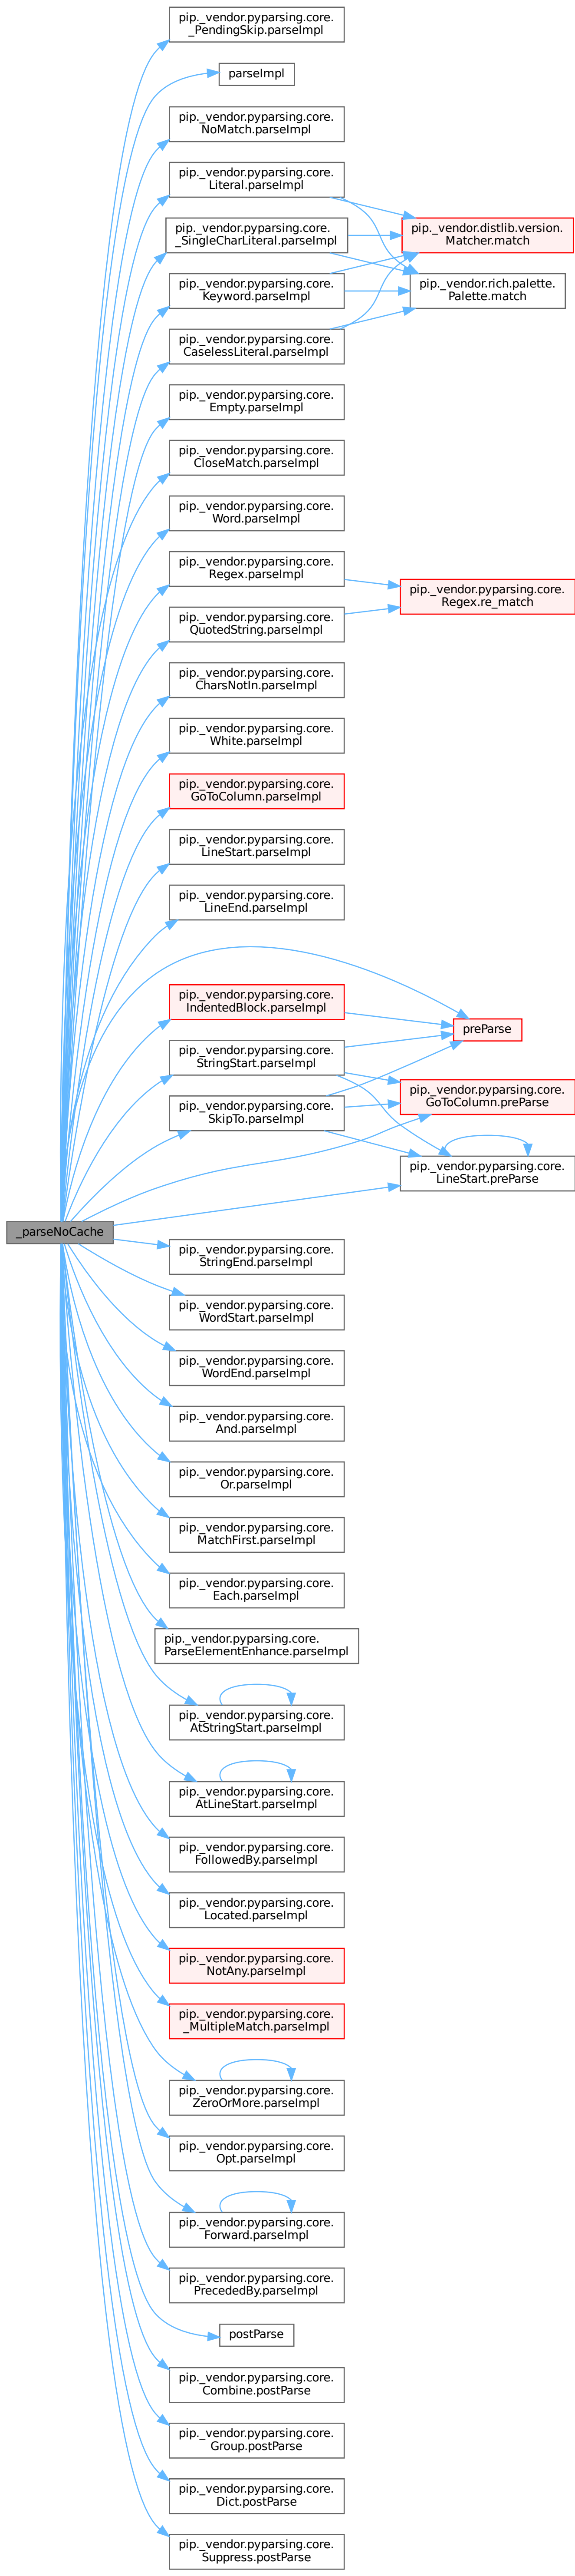 pip._vendor.pyparsing.core.
_PendingSkip.parseImpl
parseImpl
pip._vendor.pyparsing.core.
NoMatch.parseImpl
pip._vendor.pyparsing.core.
Literal.parseImpl
pip._vendor.pyparsing.core.
_SingleCharLiteral.parseImpl
pip._vendor.distlib.version.
Matcher.match
pip._vendor.pyparsing.core.
Keyword.parseImpl
pip._vendor.rich.palette.
Palette.match
pip._vendor.pyparsing.core.
CaselessLiteral.parseImpl
pip._vendor.pyparsing.core.
Empty.parseImpl
pip._vendor.pyparsing.core.
CloseMatch.parseImpl
pip._vendor.pyparsing.core.
Word.parseImpl
pip._vendor.pyparsing.core.
Regex.parseImpl
pip._vendor.pyparsing.core.
Regex.re_match
pip._vendor.pyparsing.core.
QuotedString.parseImpl
pip._vendor.pyparsing.core.
CharsNotIn.parseImpl
pip._vendor.pyparsing.core.
White.parseImpl
pip._vendor.pyparsing.core.
GoToColumn.parseImpl
pip._vendor.pyparsing.core.
LineStart.parseImpl
pip._vendor.pyparsing.core.
LineEnd.parseImpl
pip._vendor.pyparsing.core.
IndentedBlock.parseImpl
preParse
pip._vendor.pyparsing.core.
StringStart.parseImpl
pip._vendor.pyparsing.core.
GoToColumn.preParse
pip._vendor.pyparsing.core.
SkipTo.parseImpl
pip._vendor.pyparsing.core.
LineStart.preParse
_parseNoCache
pip._vendor.pyparsing.core.
StringEnd.parseImpl
pip._vendor.pyparsing.core.
WordStart.parseImpl
pip._vendor.pyparsing.core.
WordEnd.parseImpl
pip._vendor.pyparsing.core.
And.parseImpl
pip._vendor.pyparsing.core.
Or.parseImpl
pip._vendor.pyparsing.core.
MatchFirst.parseImpl
pip._vendor.pyparsing.core.
Each.parseImpl
pip._vendor.pyparsing.core.
ParseElementEnhance.parseImpl
pip._vendor.pyparsing.core.
AtStringStart.parseImpl
pip._vendor.pyparsing.core.
AtLineStart.parseImpl
pip._vendor.pyparsing.core.
FollowedBy.parseImpl
pip._vendor.pyparsing.core.
Located.parseImpl
pip._vendor.pyparsing.core.
NotAny.parseImpl
pip._vendor.pyparsing.core.
_MultipleMatch.parseImpl
pip._vendor.pyparsing.core.
ZeroOrMore.parseImpl
pip._vendor.pyparsing.core.
Opt.parseImpl
pip._vendor.pyparsing.core.
Forward.parseImpl
pip._vendor.pyparsing.core.
PrecededBy.parseImpl
postParse
pip._vendor.pyparsing.core.
Combine.postParse
pip._vendor.pyparsing.core.
Group.postParse
pip._vendor.pyparsing.core.
Dict.postParse
pip._vendor.pyparsing.core.
Suppress.postParse